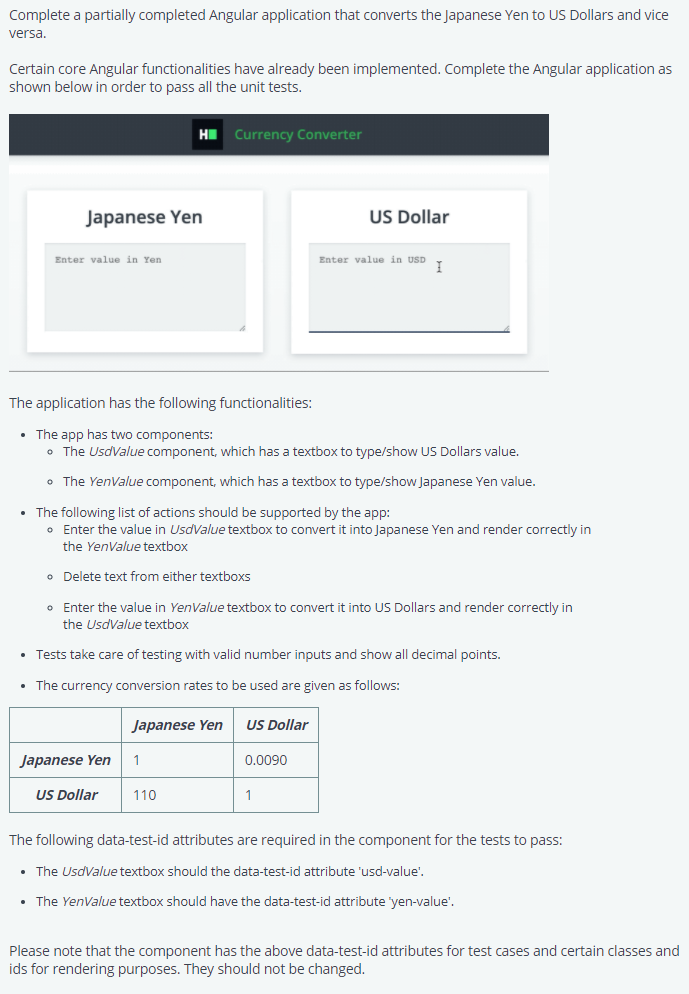 Complete a partially completed Angular application that converts the Japanese Yen to US Dollars and vice
versa.
Certain core Angular functionalities have already been implemented. Complete the Angular application as
shown below in order to pass all the unit tests.
H Currency Converter
Japanese Yen
Enter value in Yen
US Dollar
Enter value in USD
The application has the following functionalities:
• The app has two components:
◦ The UsdValue component, which has a textbox to type/show US Dollars value.
◦ The YenValue component, which has a textbox to type/show Japanese Yen value.
• The following list of actions should be supported by the app:
◦ Enter the value in UsdValue textbox to convert it into Japanese Yen and render correctly in
the YenValue textbox
◦ Delete text from either textboxs
◦ Enter the value in YenValue textbox to convert it into US Dollars and render correctly in
the UsdValue textbox
• Tests take care of testing with valid number inputs and show all decimal points.
• The currency conversion rates to be used are given as follows:
Japanese Yen US Dollar
Japanese Yen 1 0.0090
US Dollar 110 1
The following data-test-id attributes are required in the component for the tests to pass:
• The UsdValue textbox should the data-test-id attribute 'usd-value'.
• The YenValue textbox should have the data-test-id attribute 'yen-value'.
Please note that the component has the above data-test-id attributes for test cases and certain classes and
ids for rendering purposes. They should not be changed.